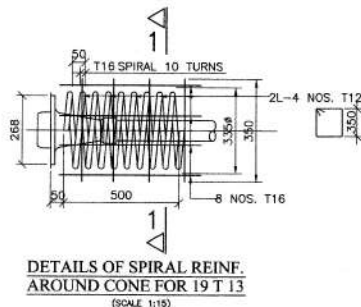 1
50
T16 SPIRAL 10 TURNS
2L-4 NOS. T12
268
335ø
350
350
50
500
8 NOS. T16
1
DETAILS OF SPIRAL REINF.
AROUND CONE FOR 19 T 13
(SCALE 1:15)